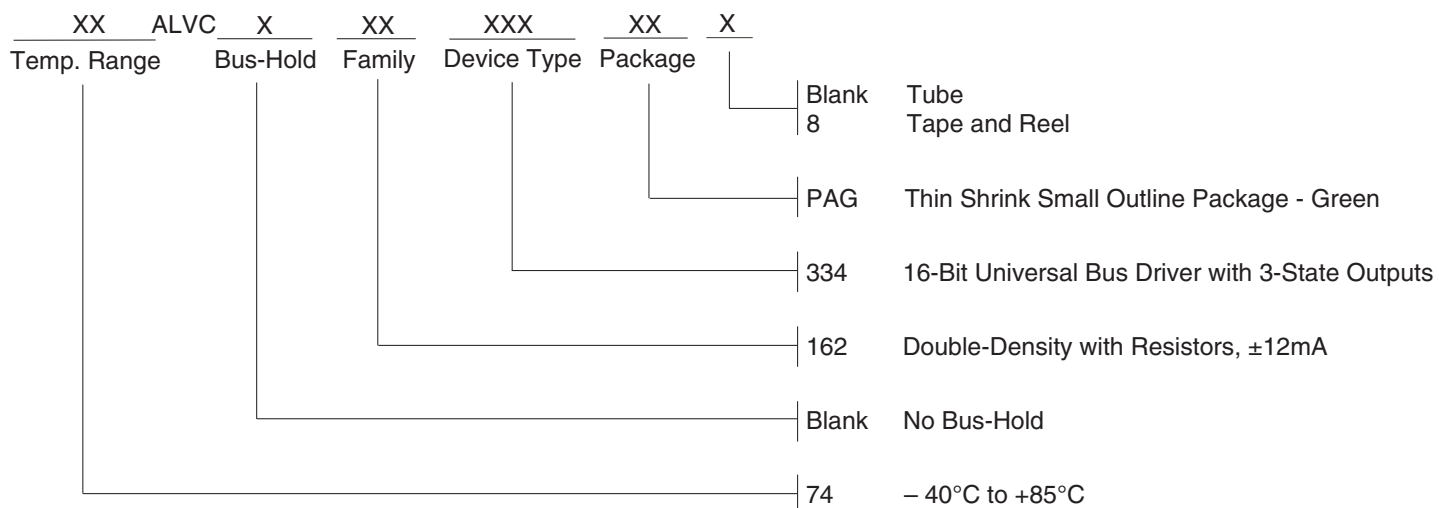 XX ALVC X XX XXX XX X
Temp. Range Bus-Hold Family Device Type Package
Blank Tube
8 Tape and Reel
PAG Thin Shrink Small Outline Package - Green
334 16-Bit Universal Bus Driver with 3-State Outputs
162 Double-Density with Resistors, ±12mA
Blank No Bus-Hold
74 – 40°C to +85°C